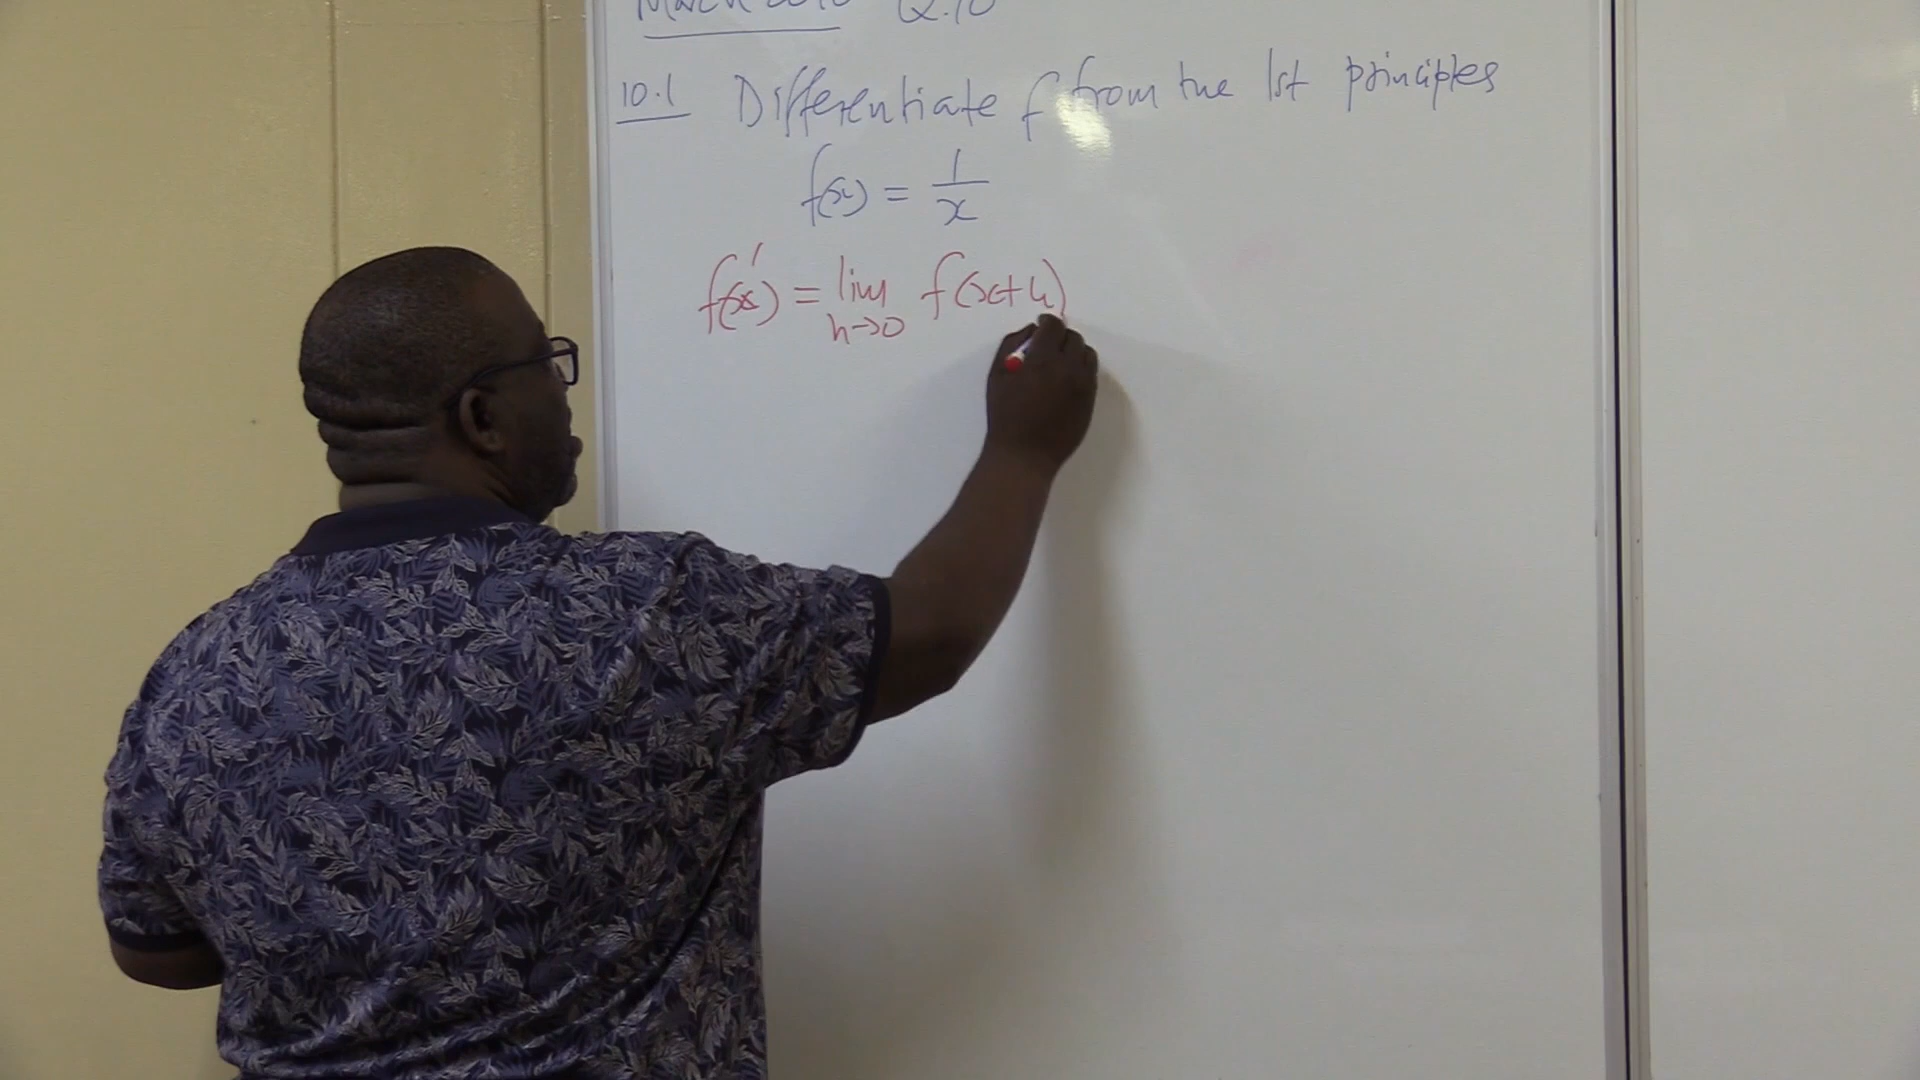 Q.10
10.1 Differentiate f from the 1st principles
f(x) = 1/x
f'(x) = lim h→0 f(x+h)